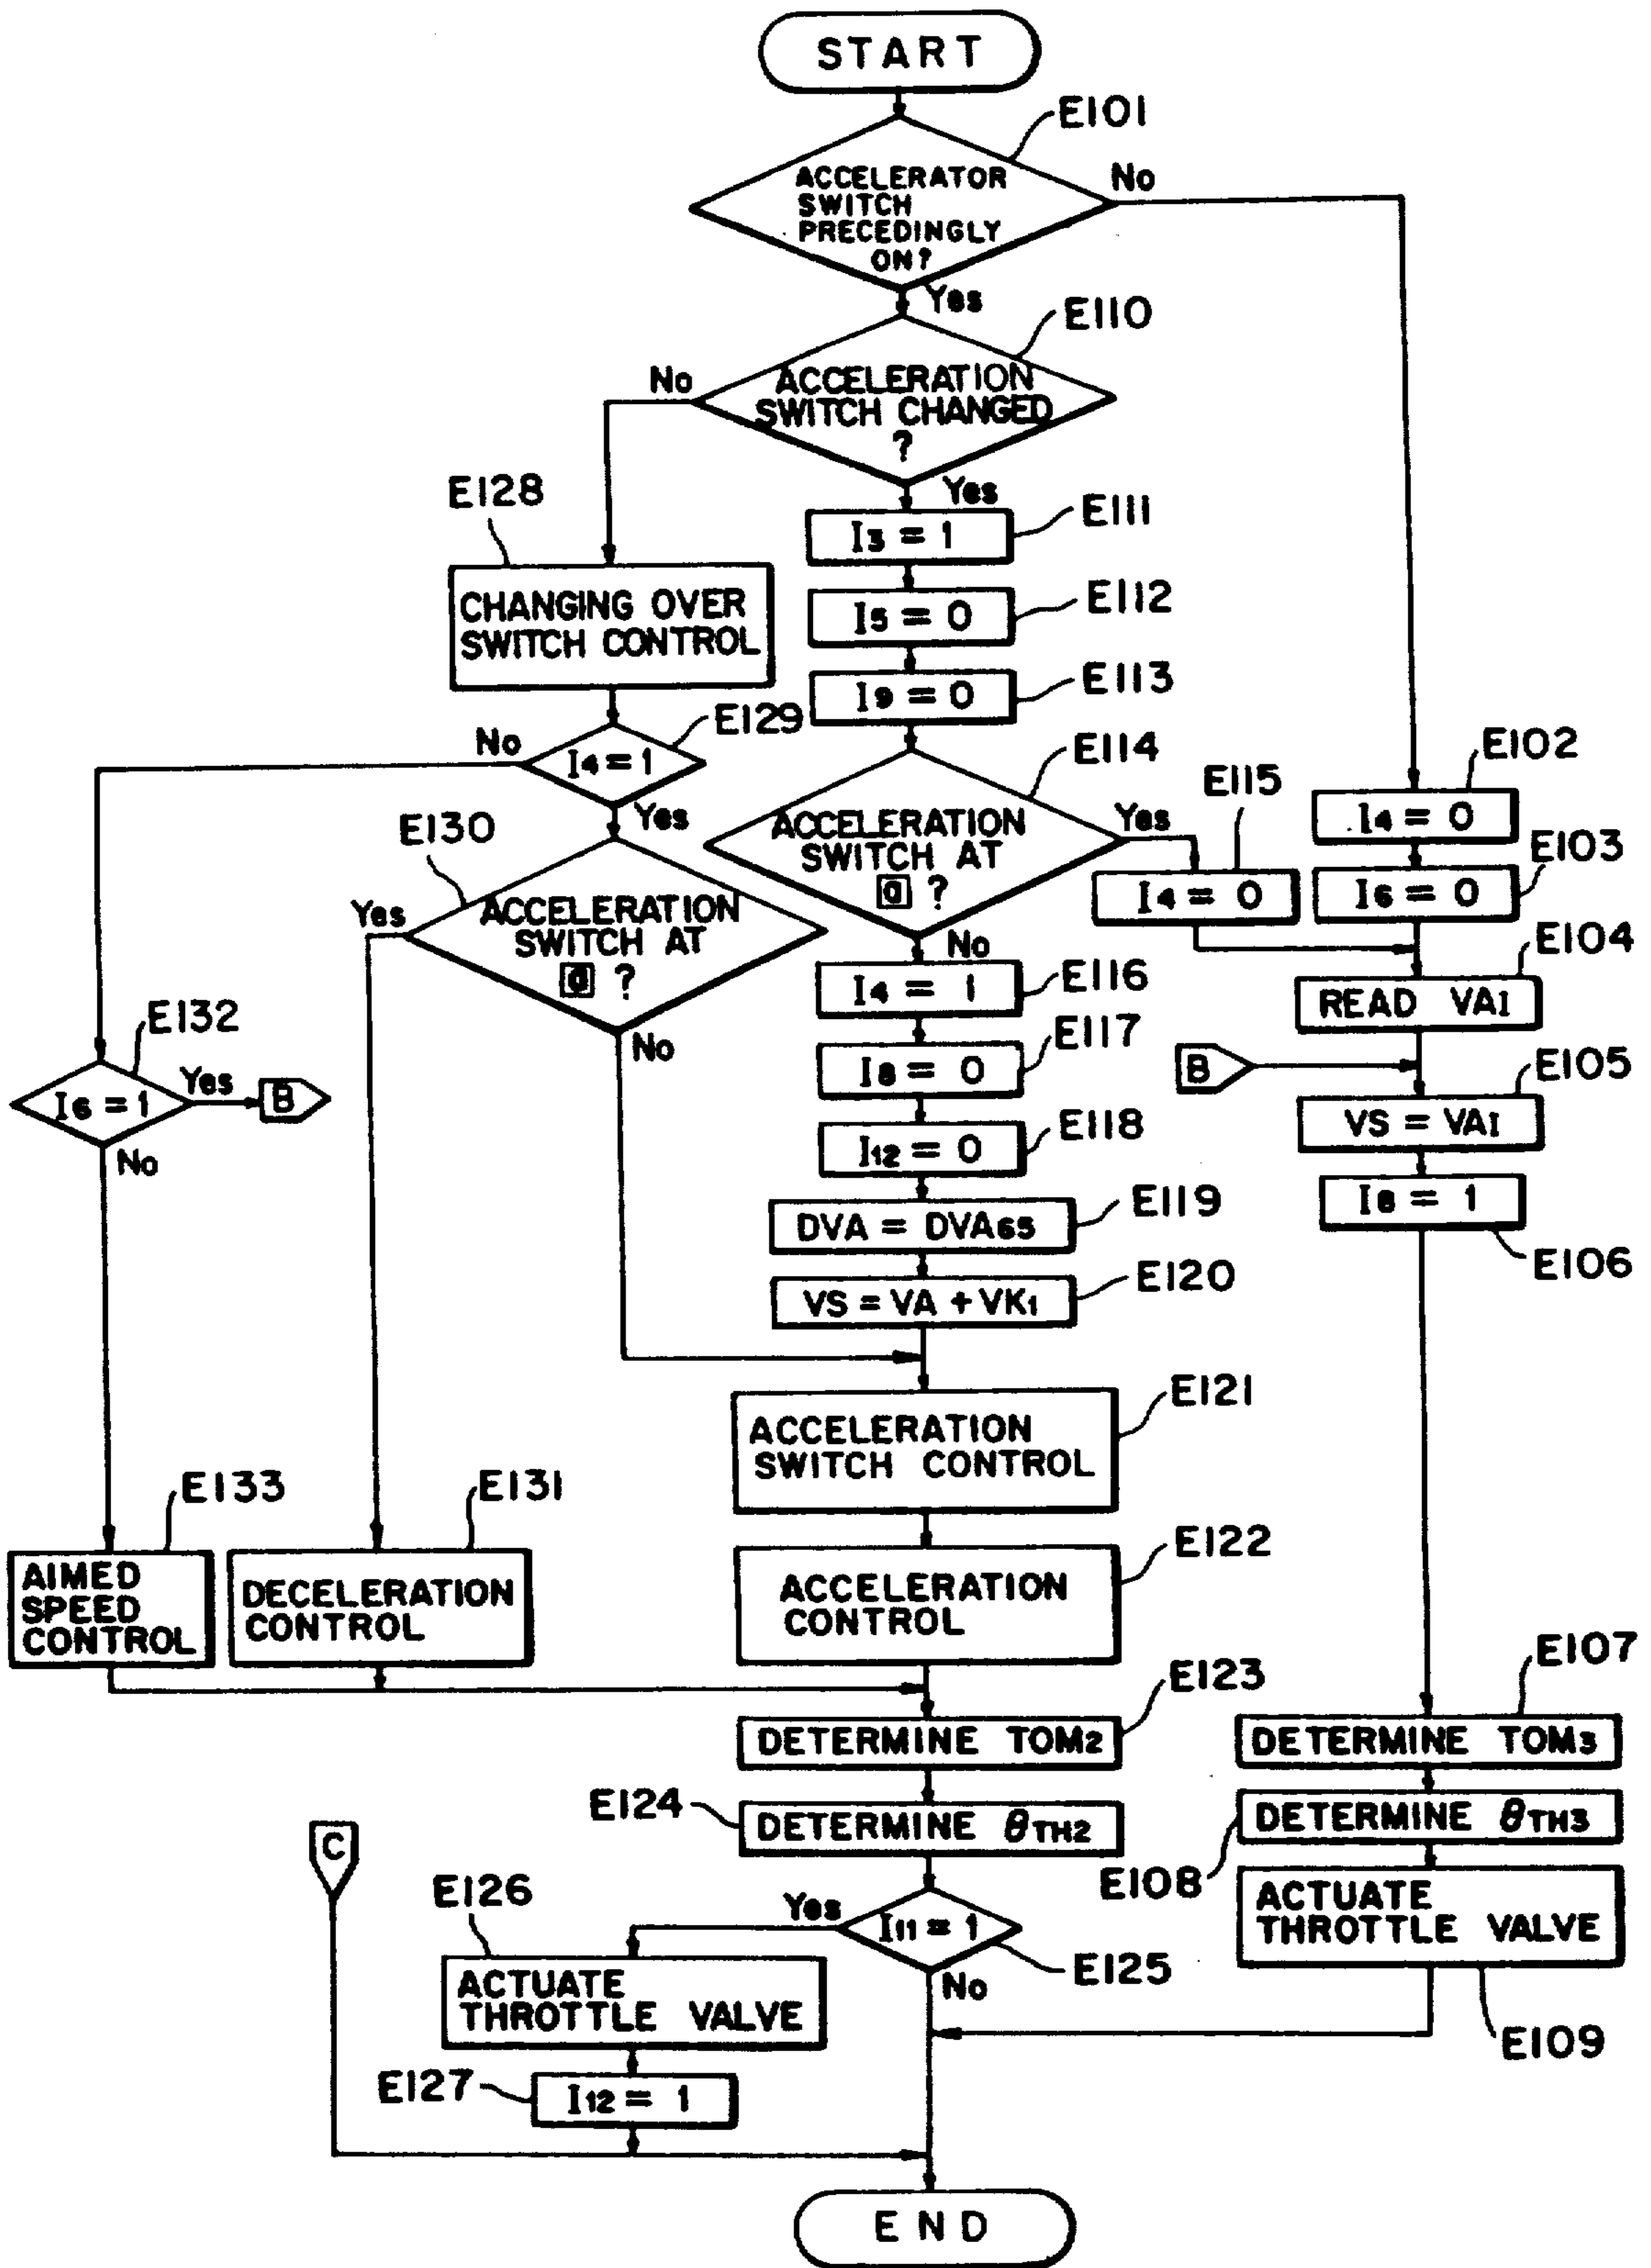 START
E101
ACCELERATOR
SWITCH
PRECEDINGLY
ON?
No
Yes
E110
No
ACCELERATION
SWITCH CHANGED
?
Yes
E128
E111
I3 = 1
CHANGING OVER
SWITCH CONTROL
E112
I5 = 0
E113
I9 = 0
E129
No
I4 = 1
Yes
E114
ACCELERATION
SWITCH AT
a ?
Yes
E115
I4 = 0
E102
I4 = 0
E103
I6 = 0
E130
Yes
ACCELERATION
SWITCH AT
a ?
No
No
E116
I4 = 1
E104
READ VAI
E132
I6 = 1
Yes
B
No
E117
I8 = 0
B
E105
VS = VAI
E118
I12 = 0
I8 = 1
E106
E119
DVA = DVA65
E120
VS = VA + VK1
E121
ACCELERATION
SWITCH CONTROL
E133
AIMED
SPEED
CONTROL
E131
DECELERATION
CONTROL
E122
ACCELERATION
CONTROL
E123
DETERMINE TOM2
E107
DETERMINE TOM3
E124
DETERMINE θTH2
E108
DETERMINE θTH3
C
E126
Yes
I11 = 1
E125
No
ACTUATE
THROTTLE VALVE
ACTUATE
THROTTLE VALVE
E109
E127
I12 = 1
END